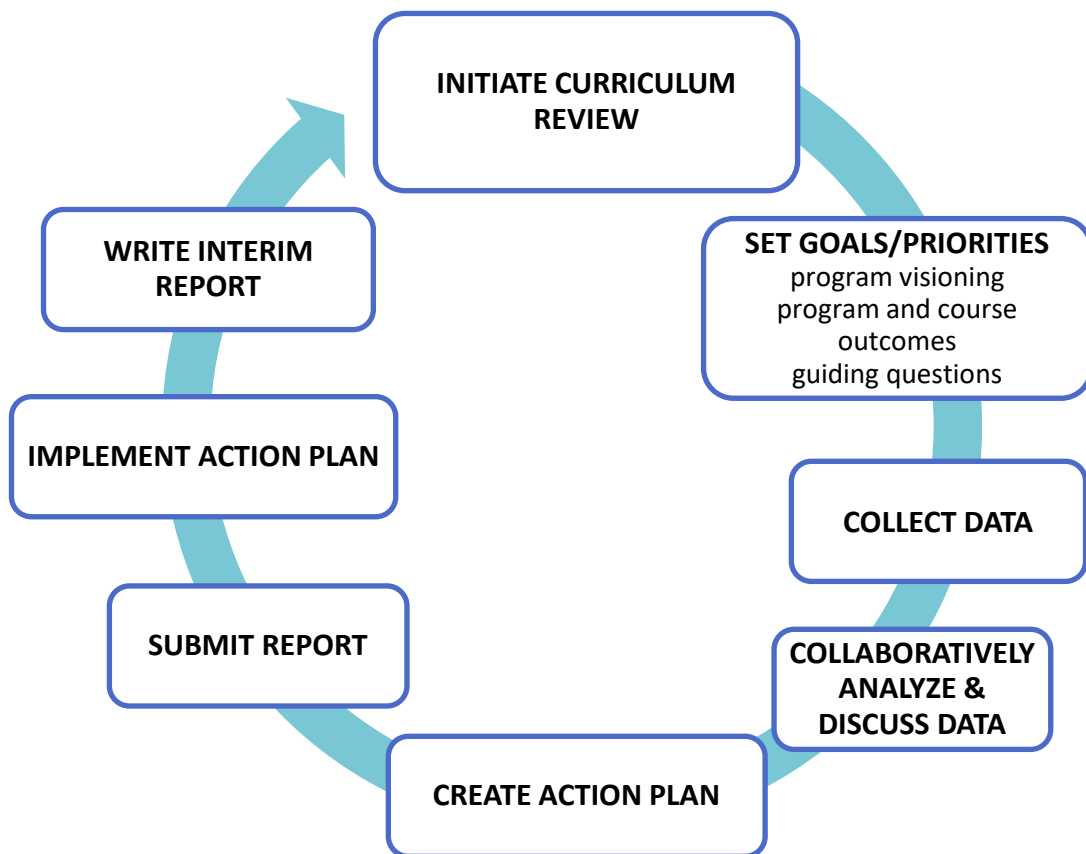 INITIATE CURRICULUM
REVIEW
SET GOALS/PRIORITIES
program visioning
program and course
outcomes
guiding questions
COLLECT DATA
COLLABORATIVELY
ANALYZE &
DISCUSS DATA
CREATE ACTION PLAN
SUBMIT REPORT
IMPLEMENT ACTION PLAN
WRITE INTERIM
REPORT